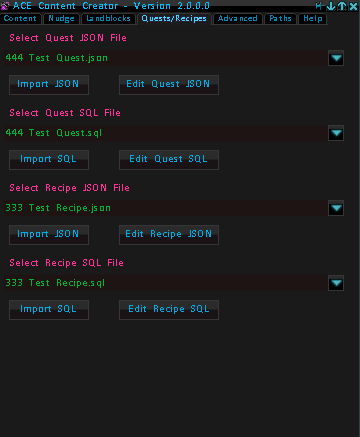 ACE Content Creator - Version 2.0.0.0
Content Nudge Landblocks Quests/Recipes Advanced Paths Help
Select Quest JSON File
444 Test Quest.json
Import JSON Edit Quest JSON
Select Quest SQL File
444 Test Quest.sql
Import SQL Edit Quest SQL
Select Recipe JSON File
333 Test Recipe.json
Import JSON Edit Recipe JSON
Select Recipe SQL File
333 Test Recipe.sql
Import SQL Edit Recipe SQL